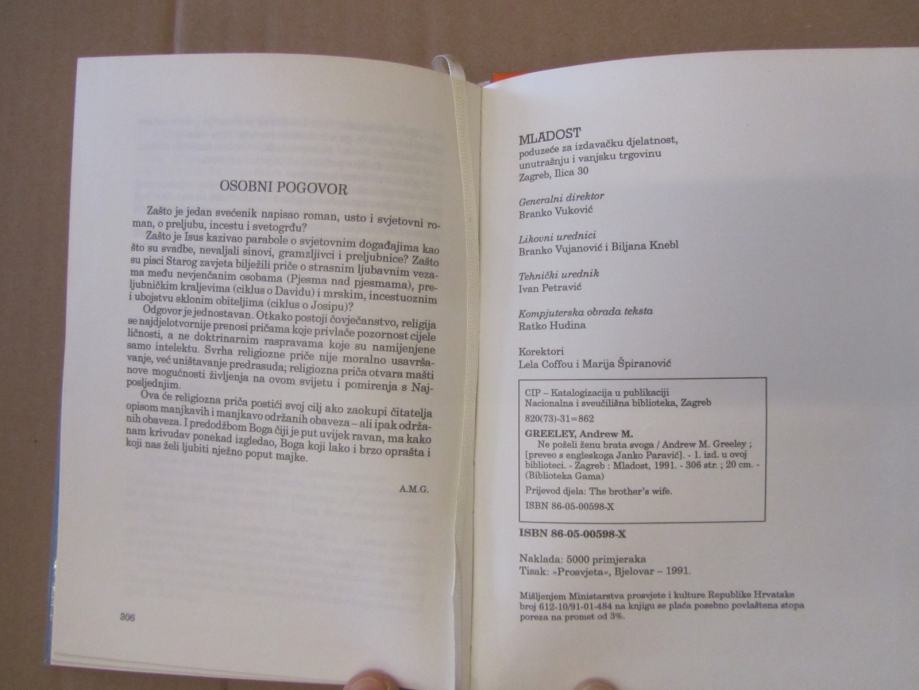 OSOBNI POGOVOR
Zašto je jedan svećenik napisao roman, usto i svjetovni ro-
man, o preljubu, incestu i svetogrđu?
Zašto je Isus kazivao parabole o svjetovnim događajima kao
što su svadbe, nevaljali sinovi, gramzljivci i preljubnice? Zašto
su pisci Starog zavjeta bilježili priče o strasnim ljubavnim veza-
ma među nevjenčanim osobama (Pjesma nad pjesmama), pre-
ljubničkim kraljevima (ciklus o Davidu) i mrskim, incestuoznim
i ubojstvu sklonim obiteljima (ciklus o Josipu)?
Odgovor je jednostavan. Otkako postoji čovječanstvo, religija
se najdjelotvornije prenosi pričama koje privlače pozornost cijele
ličnosti, a ne doktrinarnim raspravama koje su namijenjene
samo intelektu. Svrha religiozne priče nije moralno usavrša-
vanje, već uništavanje predrasuda; religiozna priča otvara mašti
nove mogućnosti življenja na ovom svijetu i pomirenja s Naj-
posljednjim.
Ova će religiozna priča postići svoj cilj ako zaokupi čitatelja
opisom manjkavih i manjkavo održanih obaveza – ali ipak održa-
nih obaveza. I predodžbom Boga čiji je put uvijek ravan, ma kako
nam krivudav ponekad izgledao, Boga koji lako i brzo oprašta i
koji nas želi ljubiti nježno poput majke.
A.M.G.
306
MLADOST
poduzeće za izdavačku djelatnost,
unutrašnju i vanjsku trgovinu
Zagreb, Ilica 30
Generalni direktor
Branko Vuković
Likovni urednici
Branko Vujanović i Biljana Knebl
Tehnički urednik
Ivan Petravić
Kompjuterska obrada teksta
Ratko Hudina
Korektori
Lela Coffou i Marija Špiranović
CIP – Katalogizacija u publikaciji
Nacionalna i sveučilišna biblioteka, Zagreb
820(73)-31=862
GREELEY, Andrew M.
Ne poželi ženu brata svoga / Andrew M. Greeley ;
[preveo s engleskoga Janko Paravić]. - 1. izd. u ovoj
biblioteci. - Zagreb : Mladost, 1991. - 306 str. ; 20 cm. -
(Biblioteka Gama)
Prijevod djela: The brother's wife.
ISBN 86-05-00598-X
ISBN 86-05-00598-X
Naklada: 5000 primjeraka
Tisak: »Prosvjeta«, Bjelovar – 1991.
Mišljenjem Ministarstva prosvjete i kulture Republike Hrvatske
broj 612-10/91-01-484 na knjigu se plaća posebno povlaštena stopa
poreza na promet od 3%.